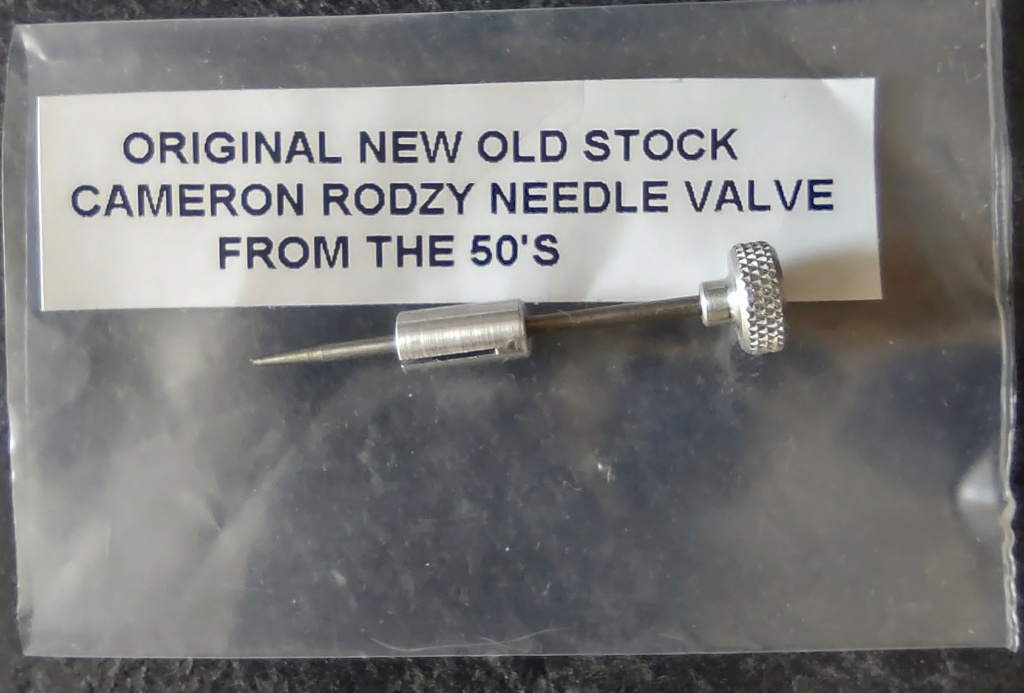 ORIGINAL NEW OLD STOCK
CAMERON RODZY NEEDLE VALVE
FROM THE 50'S